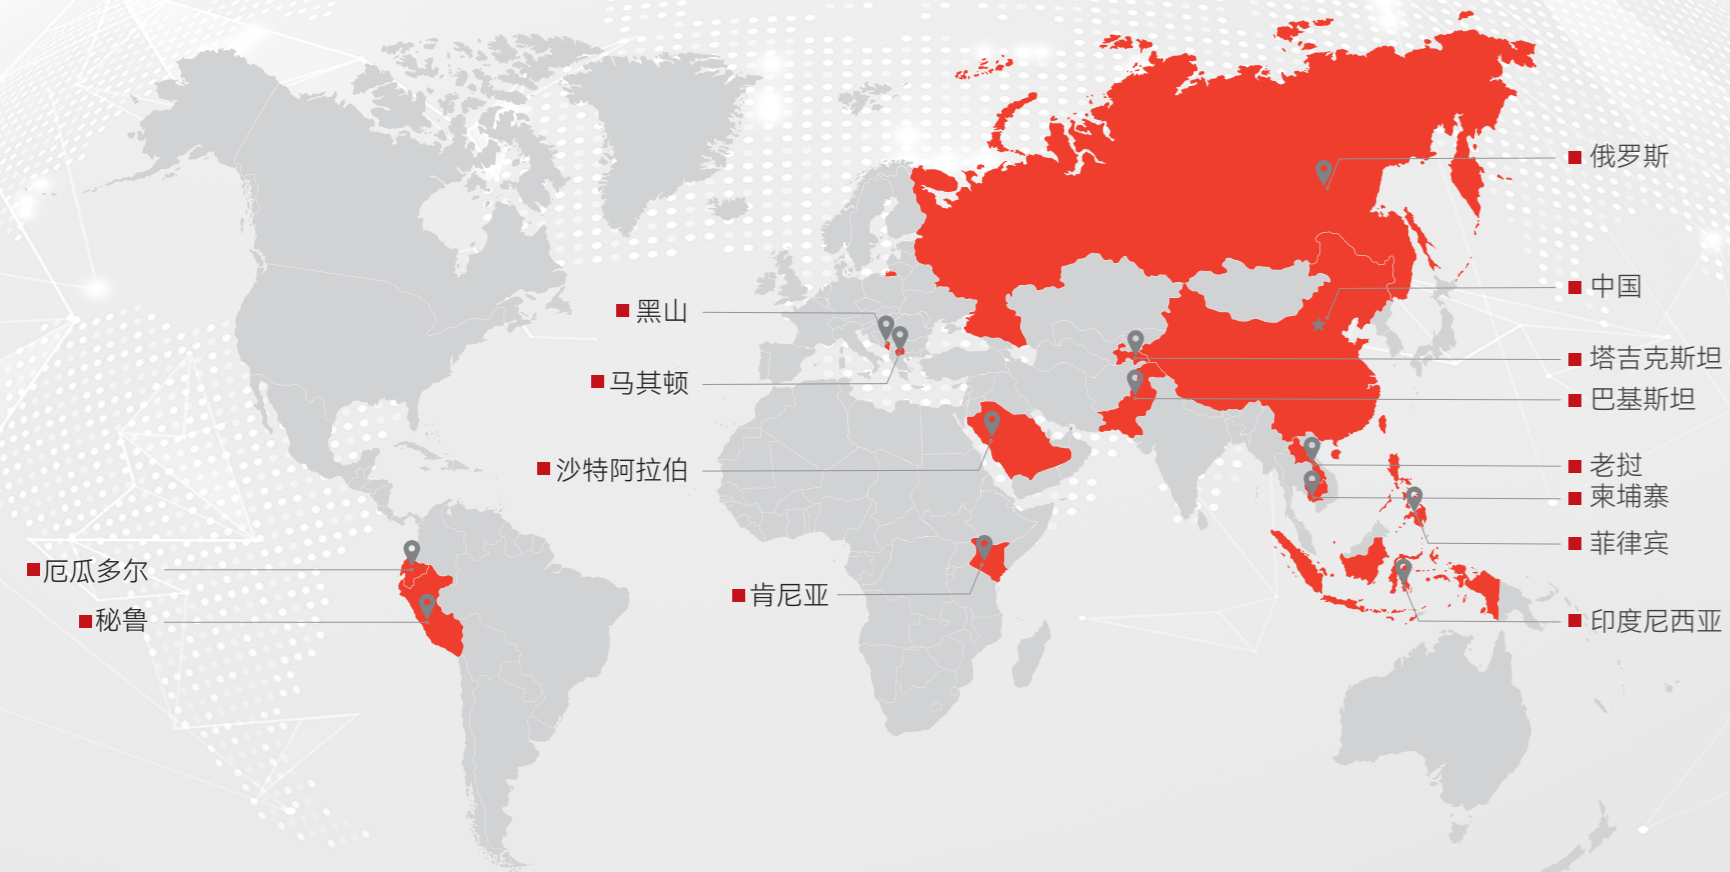 俄罗斯
中国
黑山
塔吉克斯坦
马其顿
巴基斯坦
沙特阿拉伯
老挝
柬埔寨
菲律宾
厄瓜多尔
肯尼亚
秘鲁
印度尼西亚